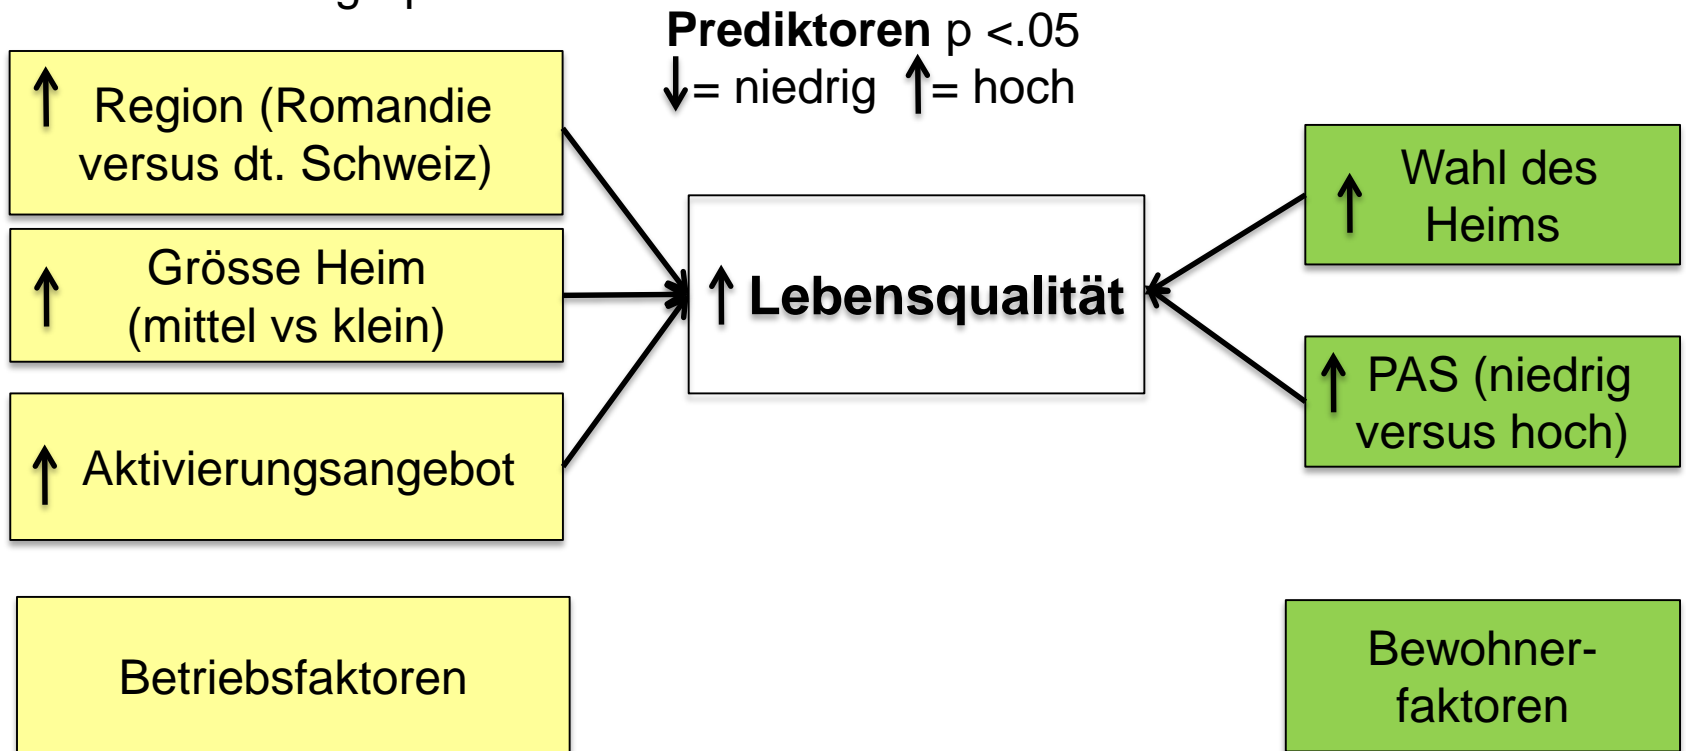 Prediktoren p <.05
↓= niedrig ↑= hoch
↑ Region (Romandie
versus dt. Schweiz)
↑ Grösse Heim
(mittel vs klein)
↑ Aktivierungsangebot
↑ Lebensqualität
↑ Wahl des
Heims
↑ PAS (niedrig
versus hoch)
Betriebsfaktoren
Bewohner-
faktoren